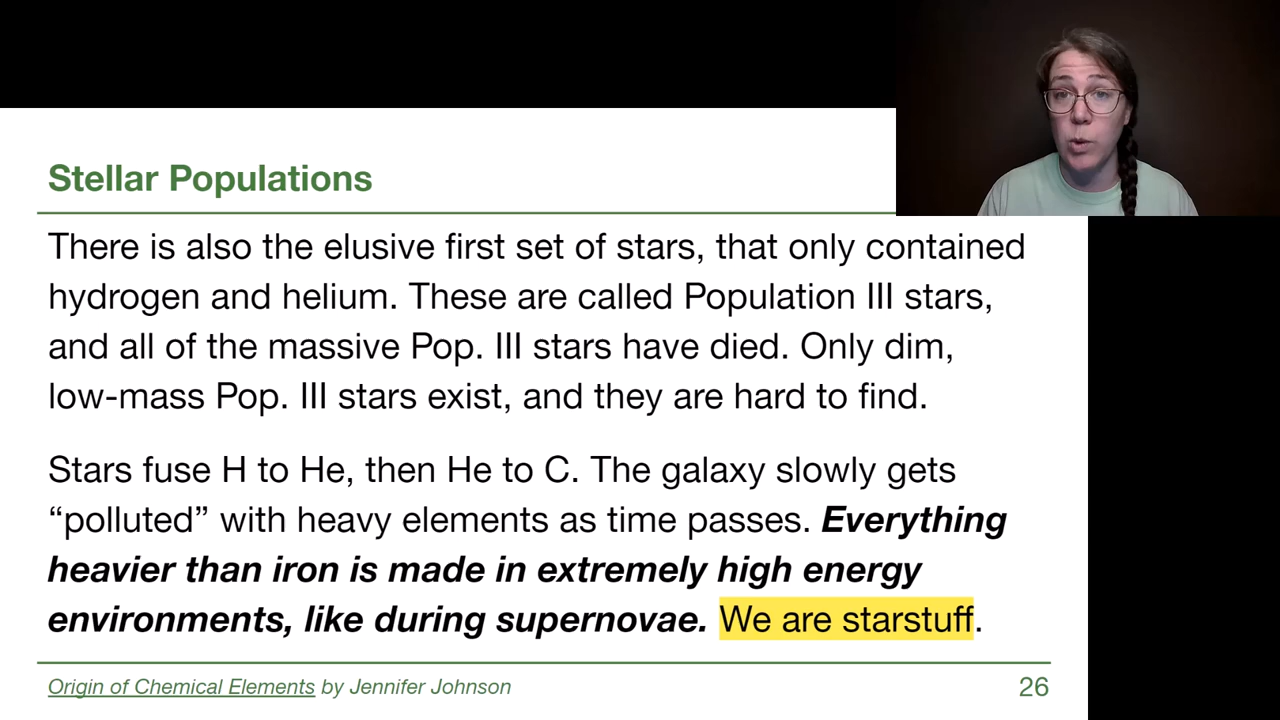 Stellar Populations
There is also the elusive first set of stars, that only contained
hydrogen and helium. These are called Population III stars,
and all of the massive Pop. III stars have died. Only dim,
low-mass Pop. III stars exist, and they are hard to find.
Stars fuse H to He, then He to C. The galaxy slowly gets
“polluted” with heavy elements as time passes. Everything
heavier than iron is made in extremely high energy
environments, like during supernovae. We are starstuff.
Origin of Chemical Elements by Jennifer Johnson
26